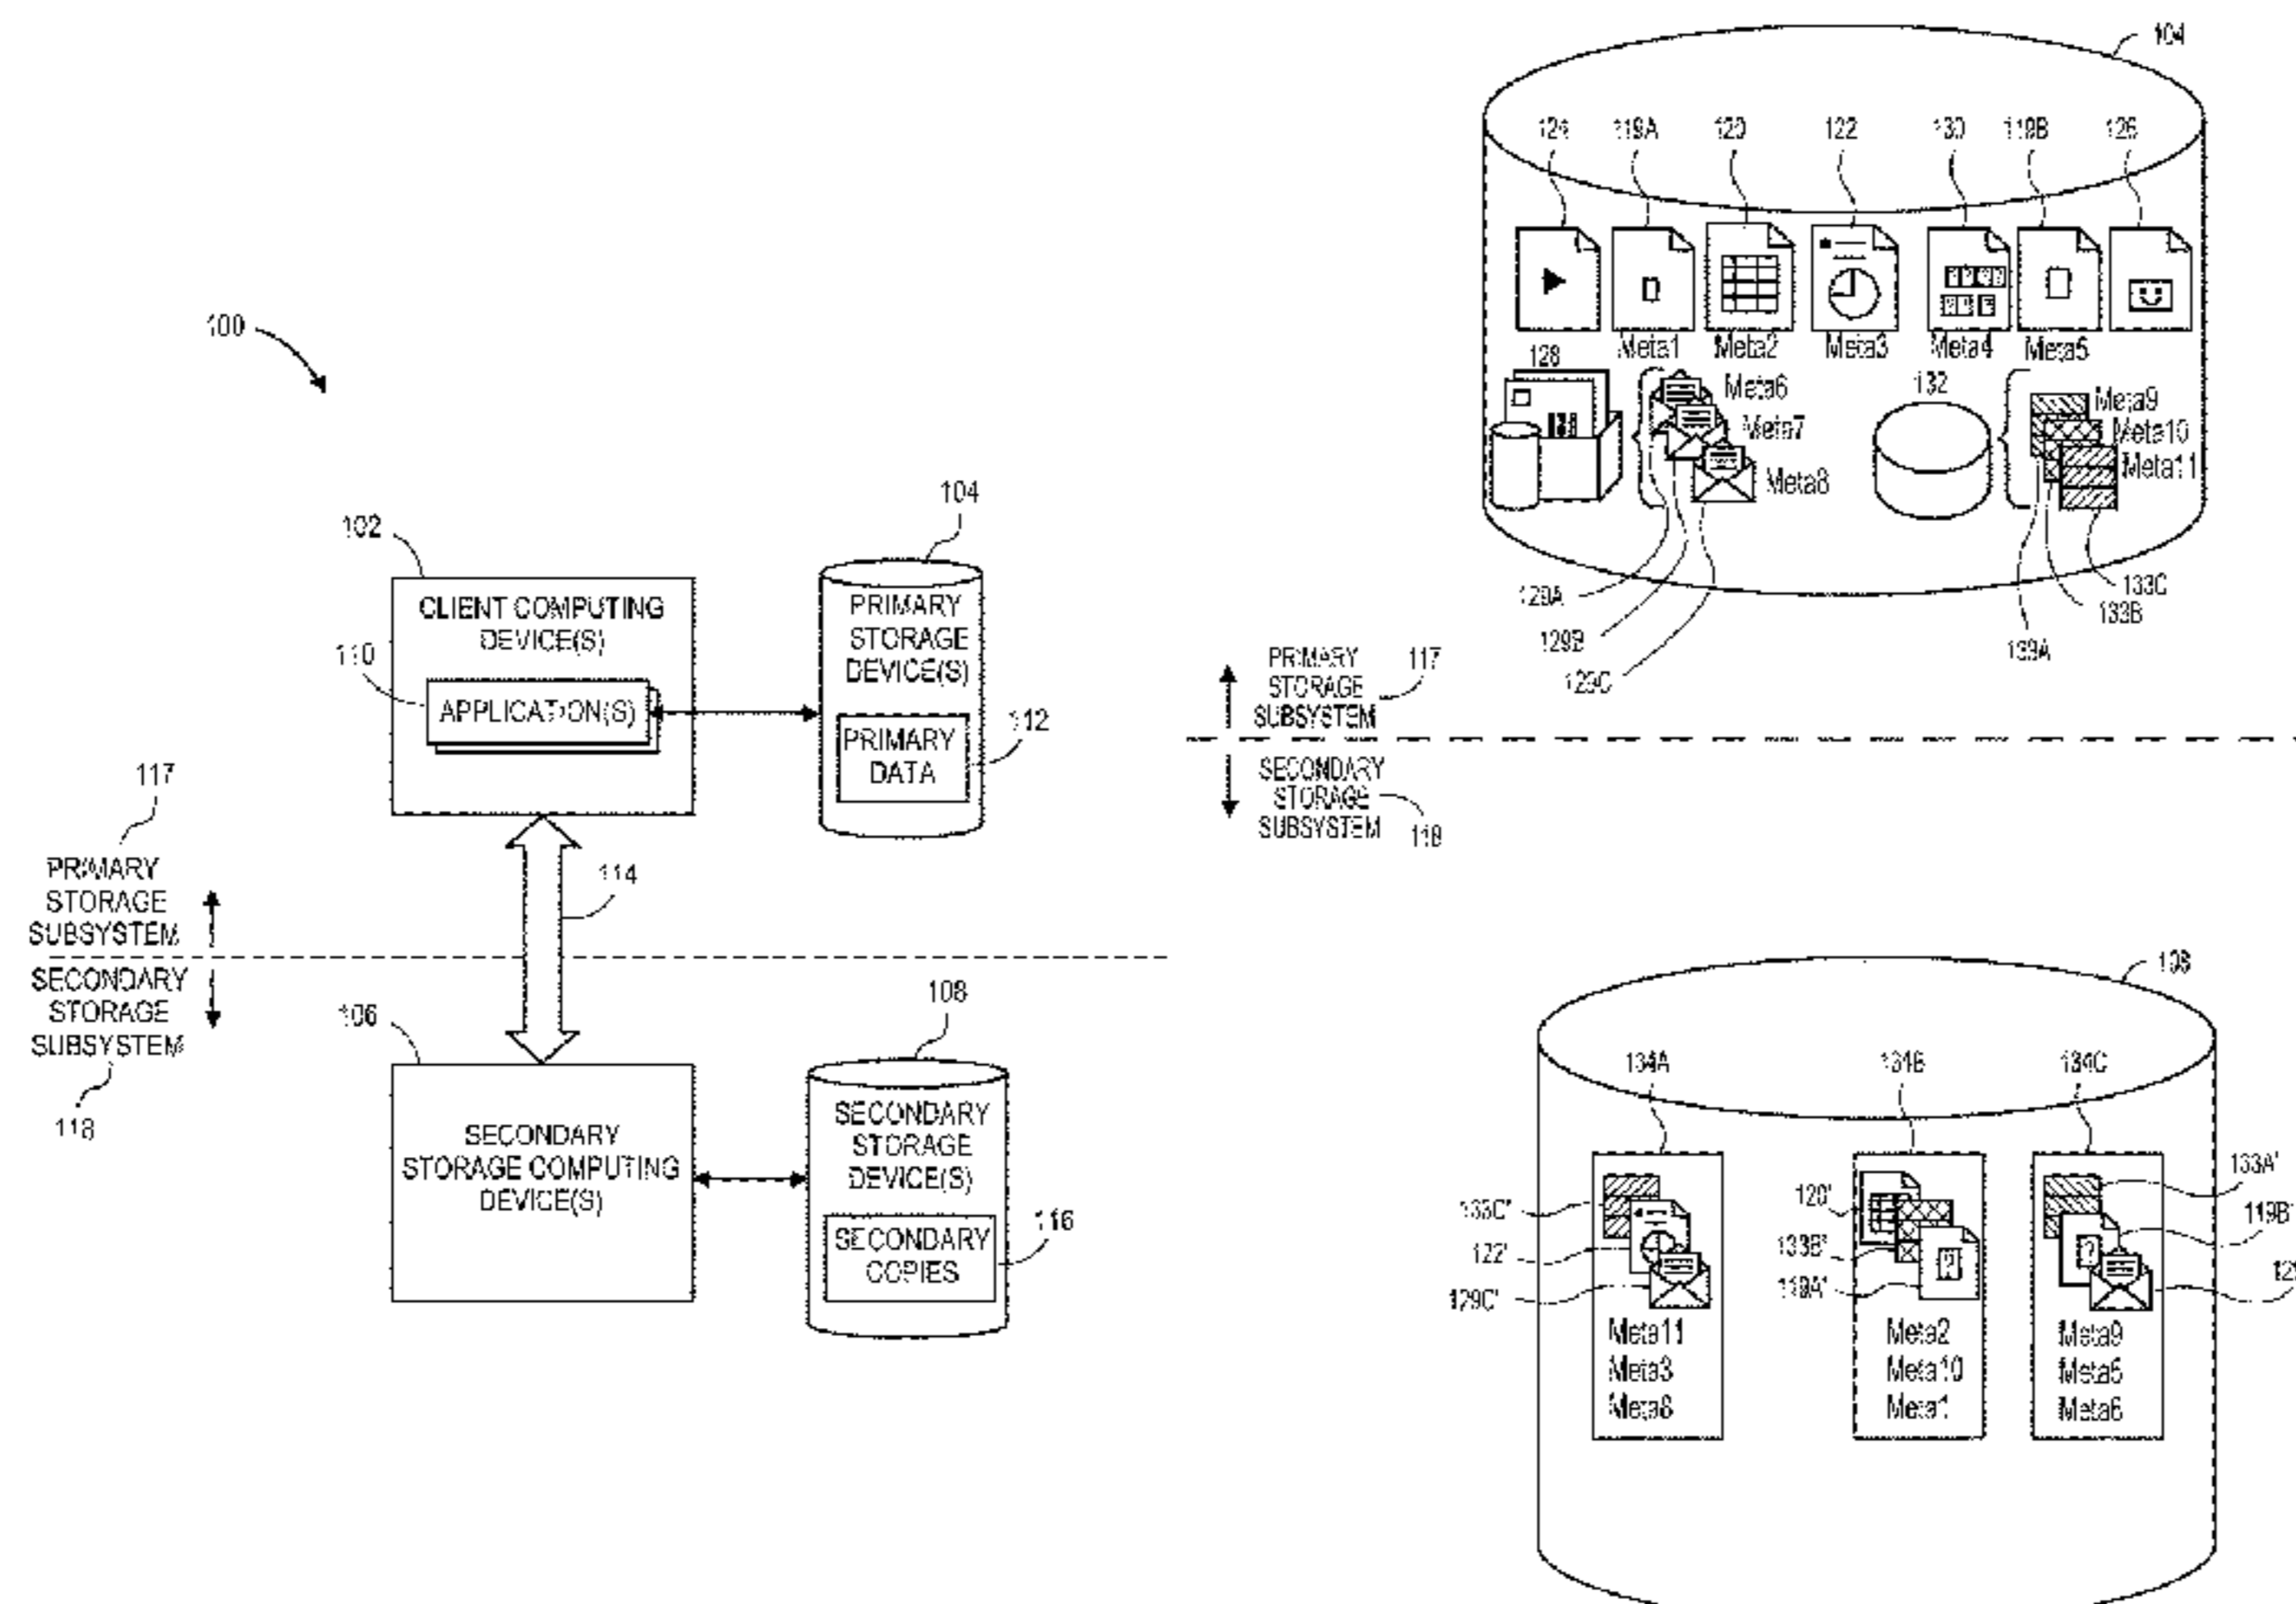 100
102
CLIENT COMPUTING
DEVICE(S)
110
APPLICATION(S)
104
PRIMARY
STORAGE
DEVICE(S)
PRIMARY
DATA
112
117
PRIMARY
STORAGE
SUBSYSTEM
114
SECONDARY
STORAGE
SUBSYSTEM
118
106
SECONDARY
STORAGE COMPUTING
DEVICE(S)
108
SECONDARY
STORAGE
DEVICE(S)
SECONDARY
COPIES
116
104
124 119A 120 122 130 119B 126
Meta1 Meta2 Meta3 Meta4 Meta5
128
Meta6
Meta7
Meta8
132
Meta9
Meta10
Meta11
129A
129B
129C
133C
133B
133A
PRIMARY
STORAGE
SUBSYSTEM
117
SECONDARY
STORAGE
SUBSYSTEM
118
108
134A 134B 134C
133C'
122'
129C'
Meta11
Meta3
Meta8
120'
133B'
119A'
Meta2
Meta10
Meta1
133A'
119B'
Meta9
Meta5
Meta6